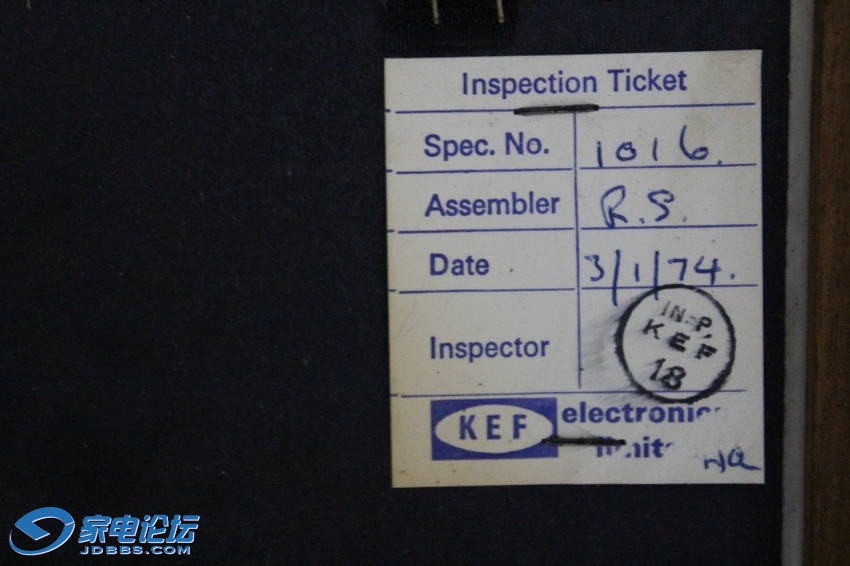 Inspection Ticket
Spec. No. 1016.
Assembler R.S.
Date 3/1/74.
Inspector
INSP.
KEF
18
KEF electronics
limited
家电论坛
JDBBS.COM